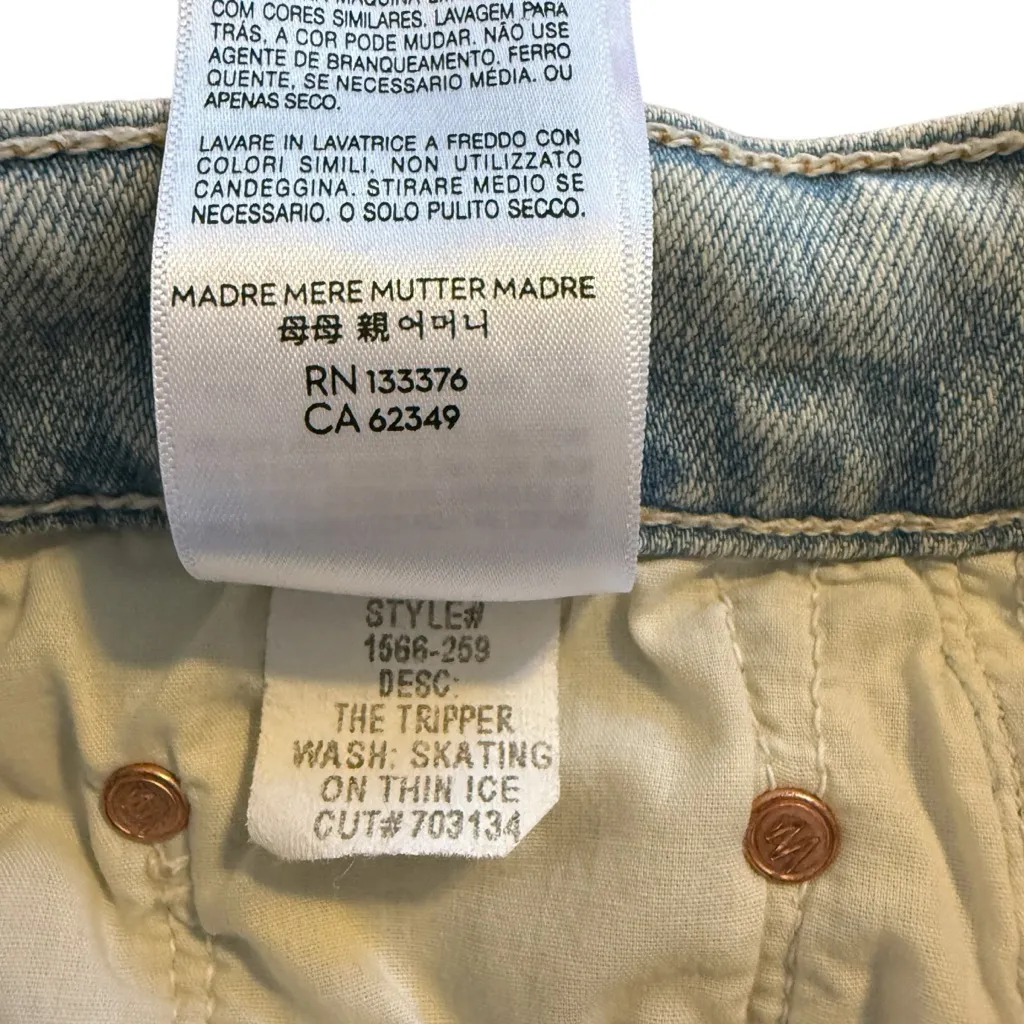 COM CORES SIMILARES. LAVAGEM PARA
TRÁS, A COR PODE MUDAR. NÃO USE
AGENTE DE BRANQUEAMENTO. FERRO
QUENTE, SE NECESSARIO MÉDIA. OU
APENAS SECO.
LAVARE IN LAVATRICE A FREDDO CON
COLORI SIMILI. NON UTILIZZATO
CANDEGGINA. STIRARE MEDIO SE
NECESSARIO. O SOLO PULITO SECCO.
MADRE MERE MUTTER MADRE
母母 親 어머니
RN 133376
CA 62349
STYLE#
1566-259
DESC:
THE TRIPPER
WASH: SKATING
ON THIN ICE
CUT# 703134
M
M